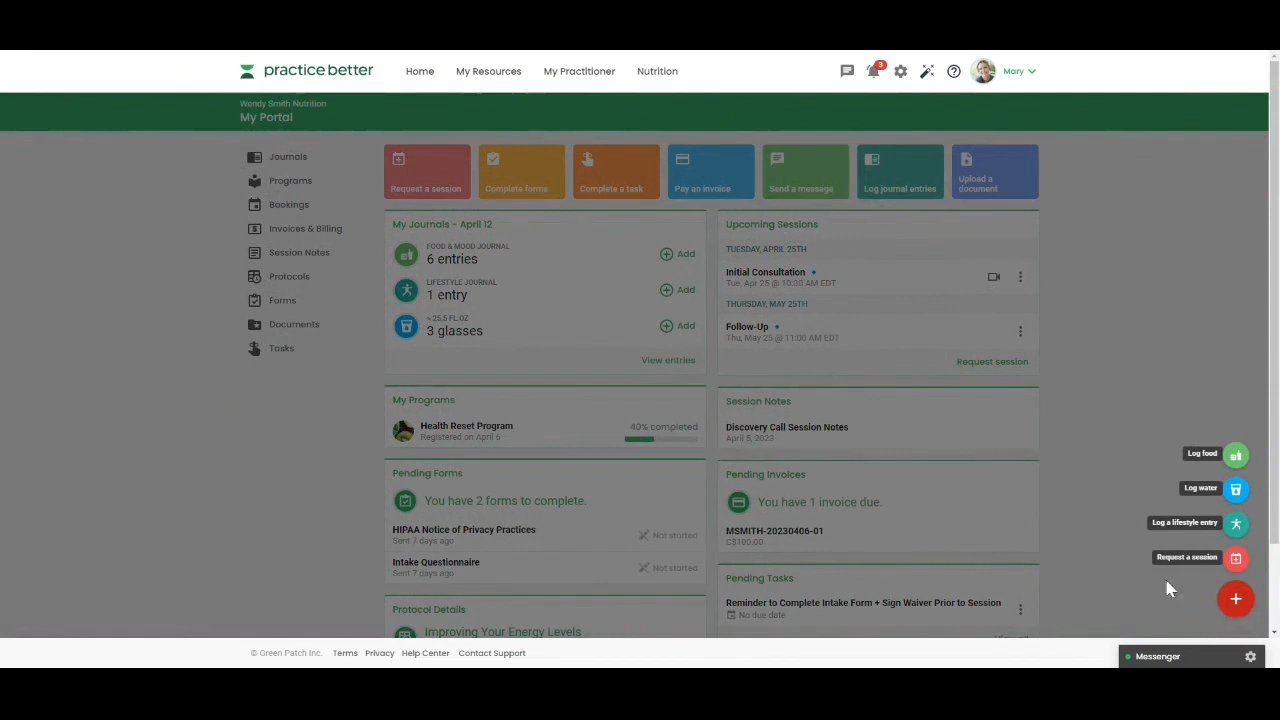 practice better
Home
My Resources
My Practitioner
Nutrition
3
Mary
Wendy Smith Nutrition
My Portal
Journals
Programs
Bookings
Invoices & Billing
Session Notes
Protocols
Forms
Documents
Tasks
Request a session
Complete forms
Complete a task
Pay an invoice
Send a message
Log journal entries
Upload a
document
My Journals - April 12
FOOD & MOOD JOURNAL
6 entries
Add
LIFESTYLE JOURNAL
1 entry
Add
≈ 25.5 FL.OZ
3 glasses
Add
View entries
Upcoming Sessions
TUESDAY, APRIL 25TH
Initial Consultation
Tue, Apr 25 @ 10:30 AM EDT
THURSDAY, MAY 25TH
Follow-Up
Thu, May 25 @ 11:00 AM EDT
Request session
My Programs
Health Reset Program
Registered on April 6
40% completed
Session Notes
Discovery Call Session Notes
April 5, 2023
Pending Forms
You have 2 forms to complete.
HIPAA Notice of Privacy Practices
Sent 7 days ago
Not started
Intake Questionnaire
Sent 7 days ago
Not started
Pending Invoices
You have 1 invoice due.
MSMITH-20230406-01
C$100.00
Pending Tasks
Reminder to Complete Intake Form + Sign Waiver Prior to Session
No due date
Protocol Details
Improving Your Energy Levels
Log food
Log water
Log a lifestyle entry
Request a session
© Green Patch Inc.
Terms
Privacy
Help Center
Contact Support
Messenger